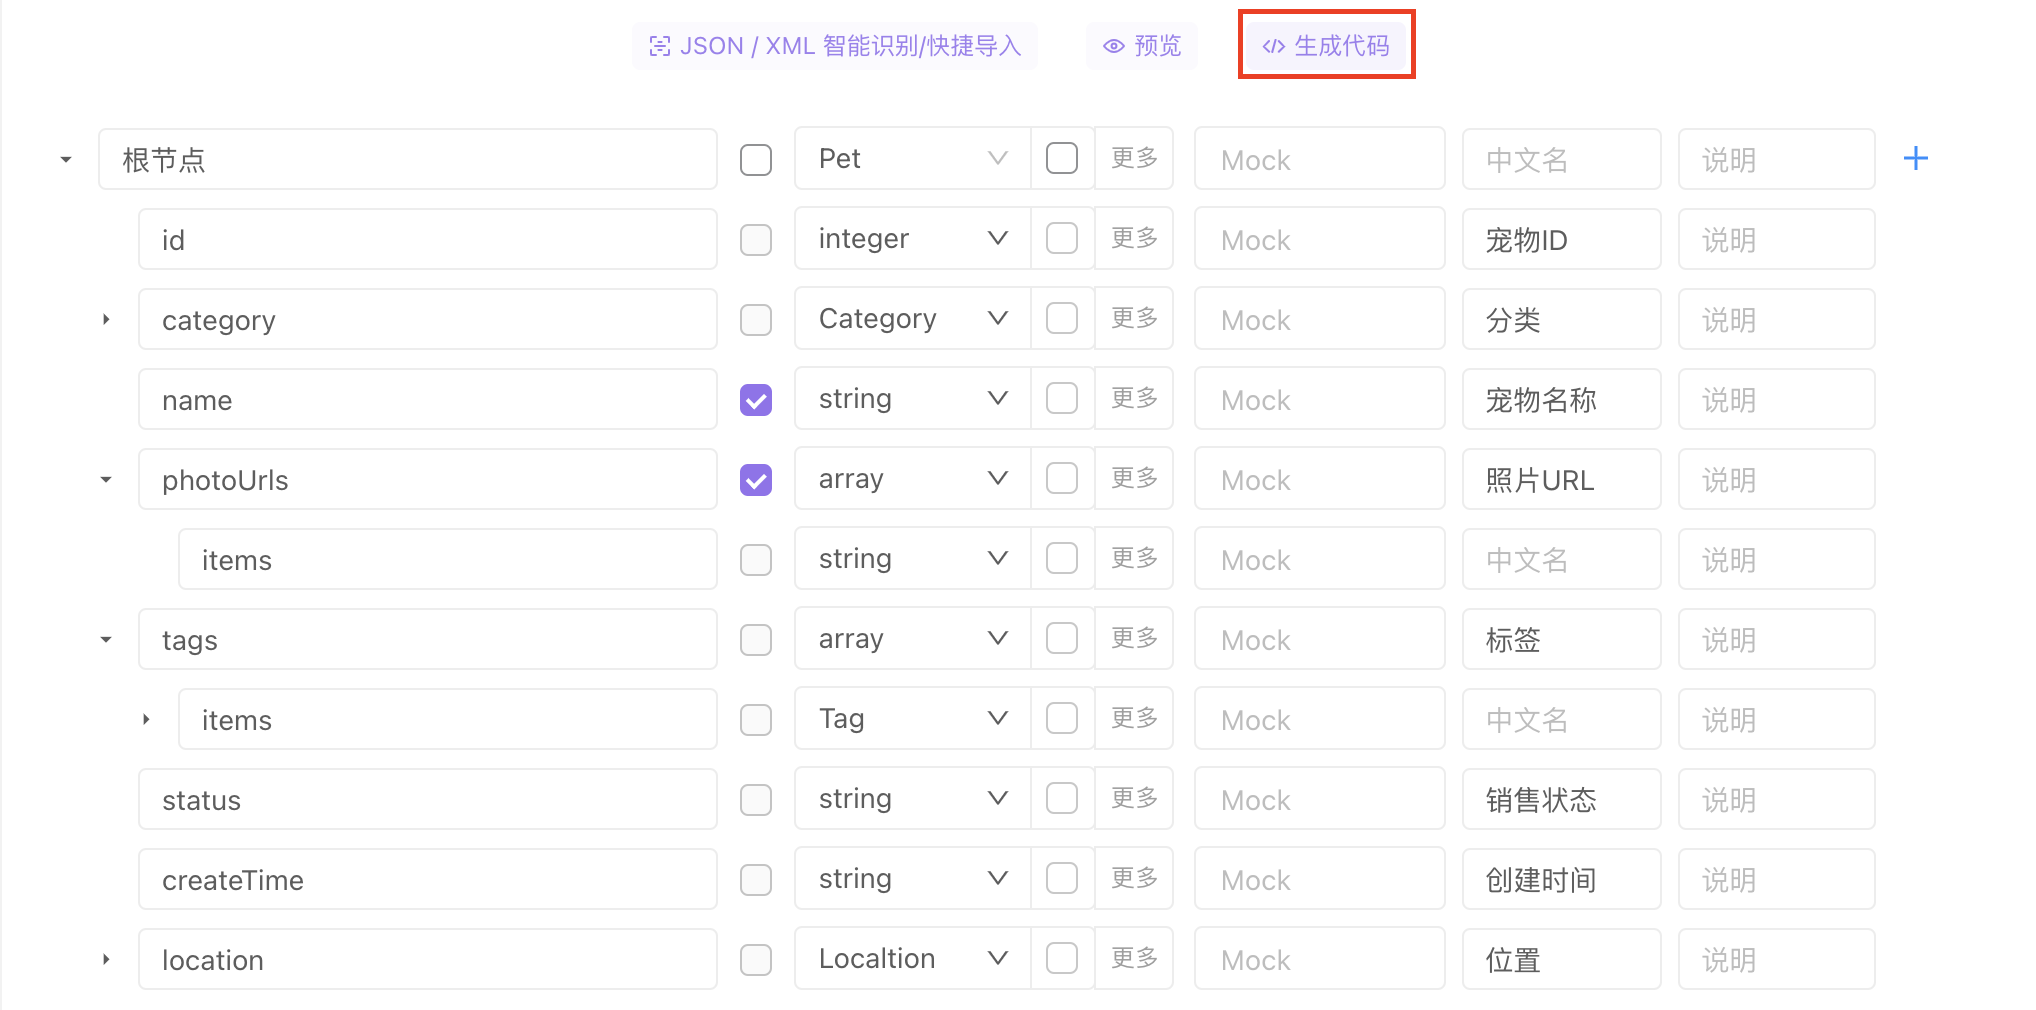 JSON / XML 智能识别/快捷导入 预览 生成代码
根节点 Pet 更多 Mock 中文名 说明
id integer 更多 Mock 宠物ID 说明
category Category 更多 Mock 分类 说明
name string 更多 Mock 宠物名称 说明
photoUrls array 更多 Mock 照片URL 说明
items string 更多 Mock 中文名 说明
tags array 更多 Mock 标签 说明
items Tag 更多 Mock 中文名 说明
status string 更多 Mock 销售状态 说明
createTime string 更多 Mock 创建时间 说明
location Localtion 更多 Mock 位置 说明